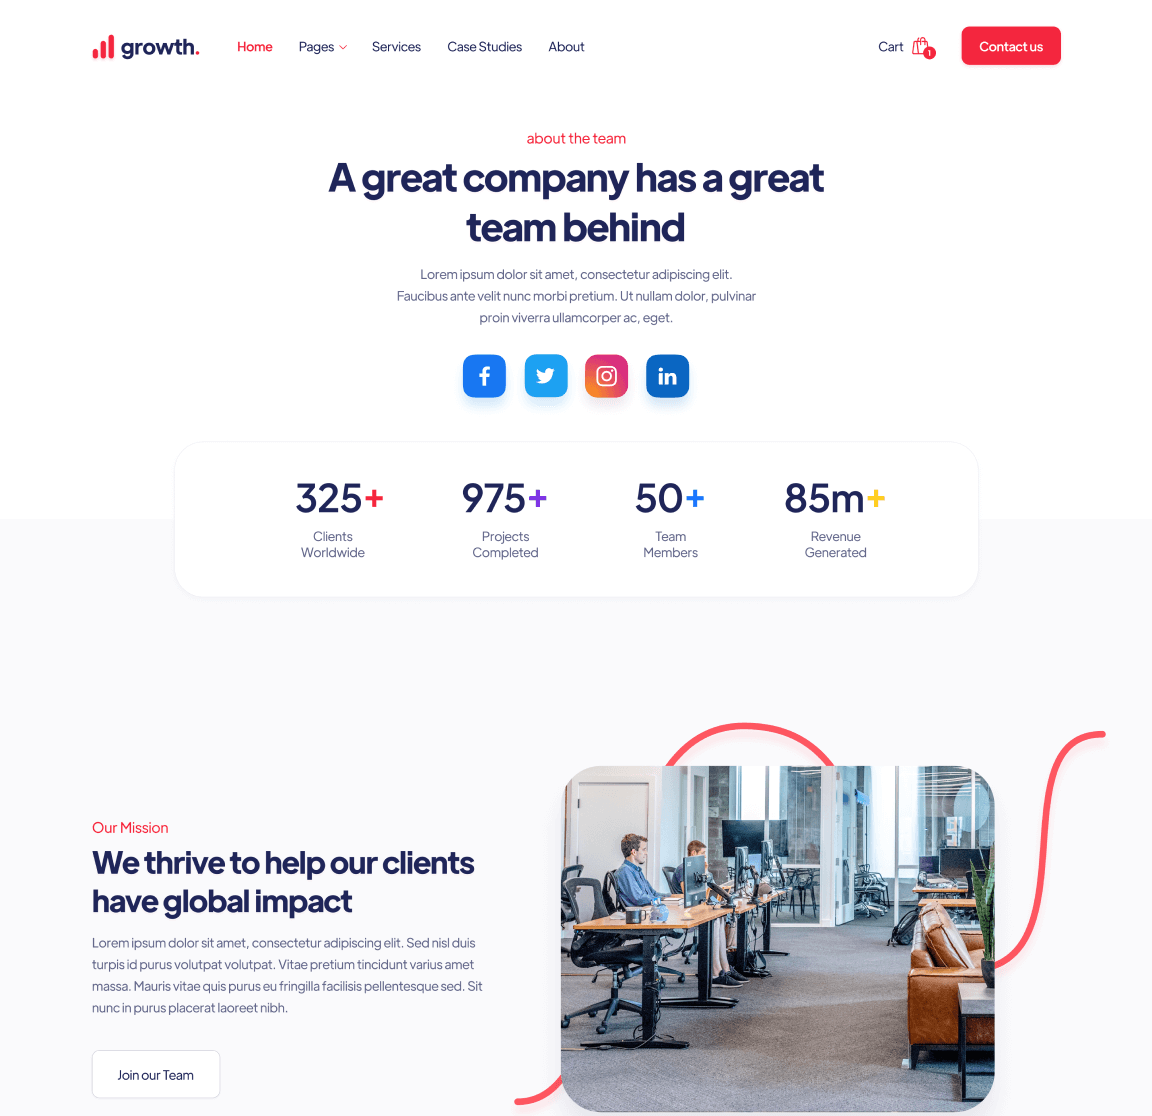 growth.
Home
Pages
Services
Case Studies
About
Cart
1
Contact us
about the team
A great company has a great
team behind
Lorem ipsum dolor sit amet, consectetur adipiscing elit.
Faucibus ante velit nunc morbi pretium. Ut nullam dolor, pulvinar
proin viverra ullamcorper ac, eget.
325+
Clients
Worldwide
975+
Projects
Completed
50+
Team
Members
85m+
Revenue
Generated
Our Mission
We thrive to help our clients
have global impact
Lorem ipsum dolor sit amet, consectetur adipiscing elit. Sed nisl duis
turpis id purus volutpat volutpat. Vitae pretium tincidunt varius amet
massa. Mauris vitae quis purus eu fringilla facilisis pellentesque sed. Sit
nunc in purus placerat laoreet nibh.
Join our Team